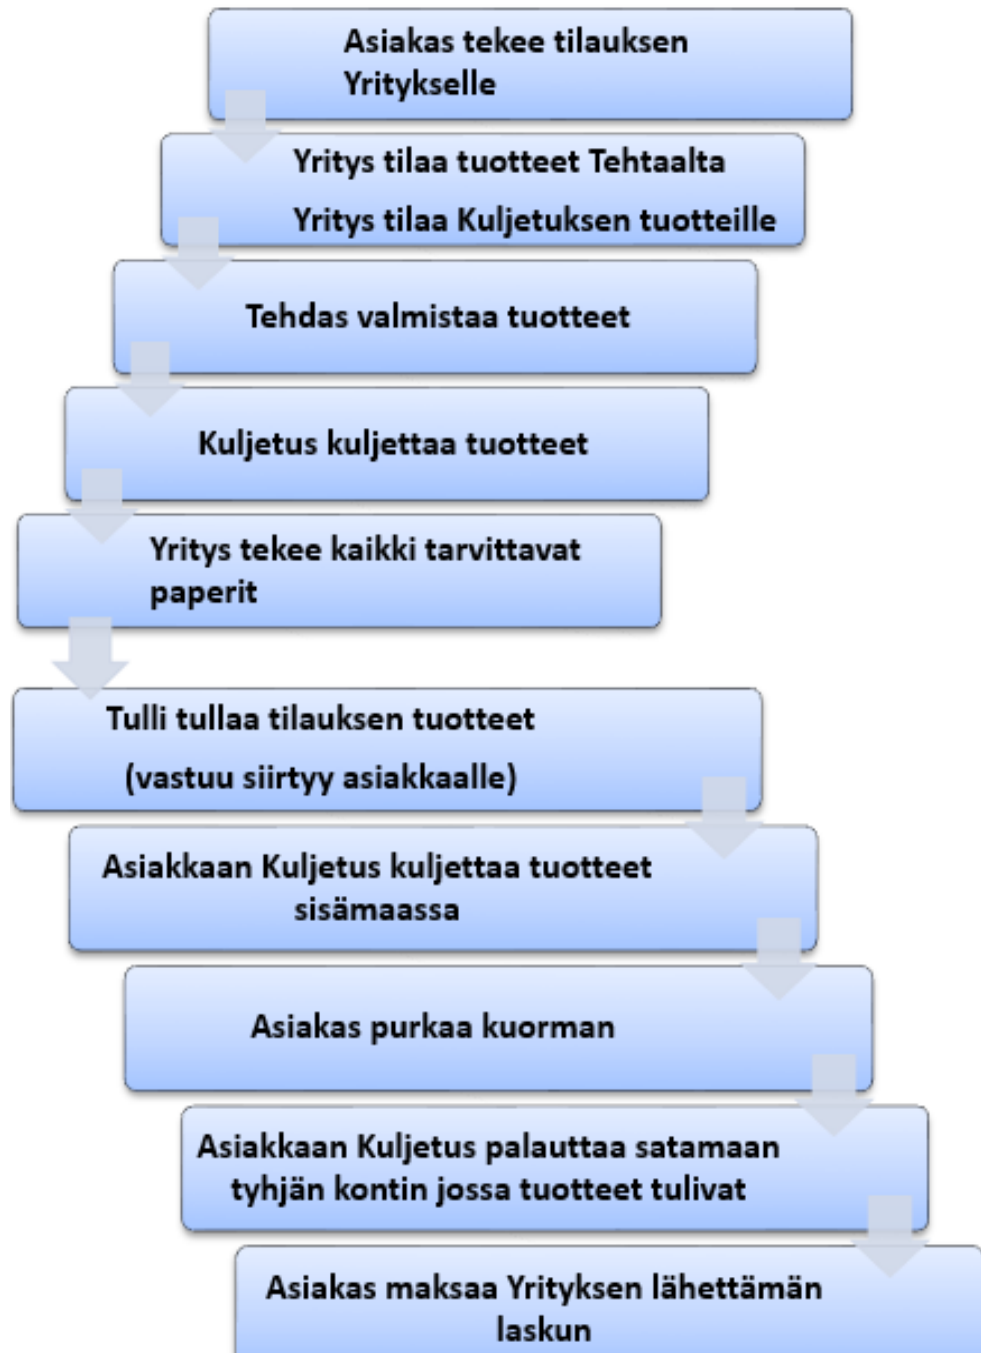 Asiakas tekee tilauksen
Yritykselle
Yritys tilaa tuotteet Tehtaalta
Yritys tilaa Kuljetuksen tuotteille
Tehdas valmistaa tuotteet
Kuljetus kuljettaa tuotteet
Yritys tekee kaikki tarvittavat
paperit
Tulli tullaa tilauksen tuotteet
(vastuu siirtyy asiakkaalle)
Asiakkaan Kuljetus kuljettaa tuotteet
sisämaassa
Asiakas purkaa kuorman
Asiakkaan Kuljetus palauttaa satamaan
tyhjän kontin jossa tuotteet tulivat
Asiakas maksaa Yrityksen lähettämän
laskun